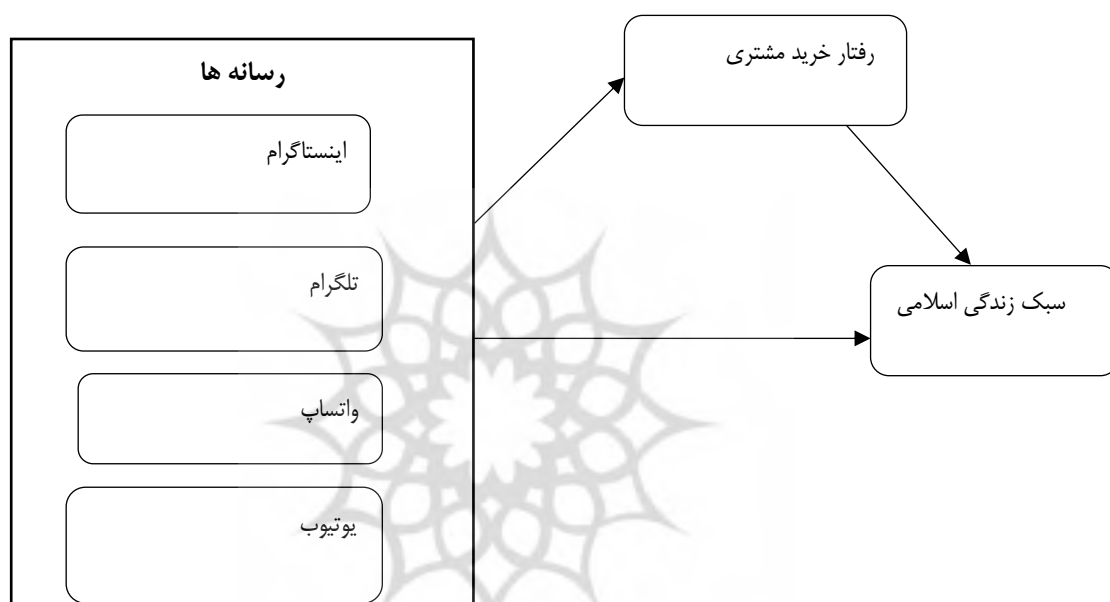 رسانه ها
اینستاگرام
تلگرام
واتساپ
یوتیوب
رفتار خرید مشتری
سبک زندگی اسلامی